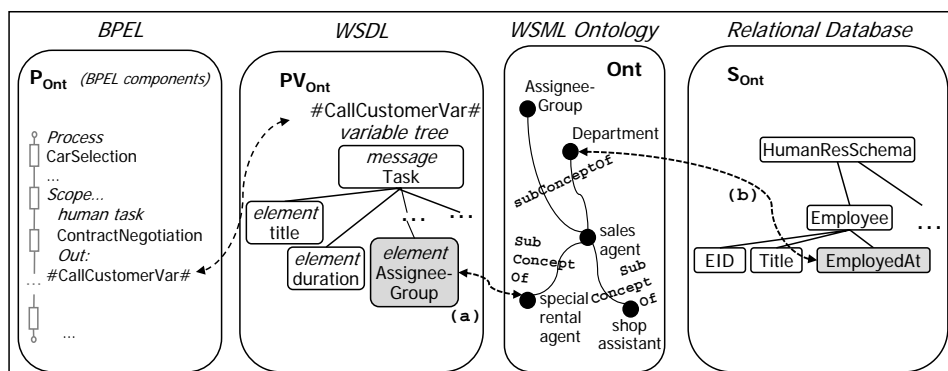 BPEL
P_Ont (BPEL components)
Process
CarSelection
...
Scope...
human task
ContractNegotiation
Out:
#CallCustomerVar#
...
...
WSDL
PV_Ont
#CallCustomerVar#
variable tree
message
Task
... ...
element
title
element
duration
element
Assignee-
Group
(a)
WSML Ontology
Ont
Assignee-
Group
Department
subConceptOf
sales
agent
Sub
Concept
Of
Sub
Concept
Of
special
rental
agent
shop
assistant
Relational Database
S_Ont
HumanResSchema
(b)
Employee
...
EID
Title
EmployedAt